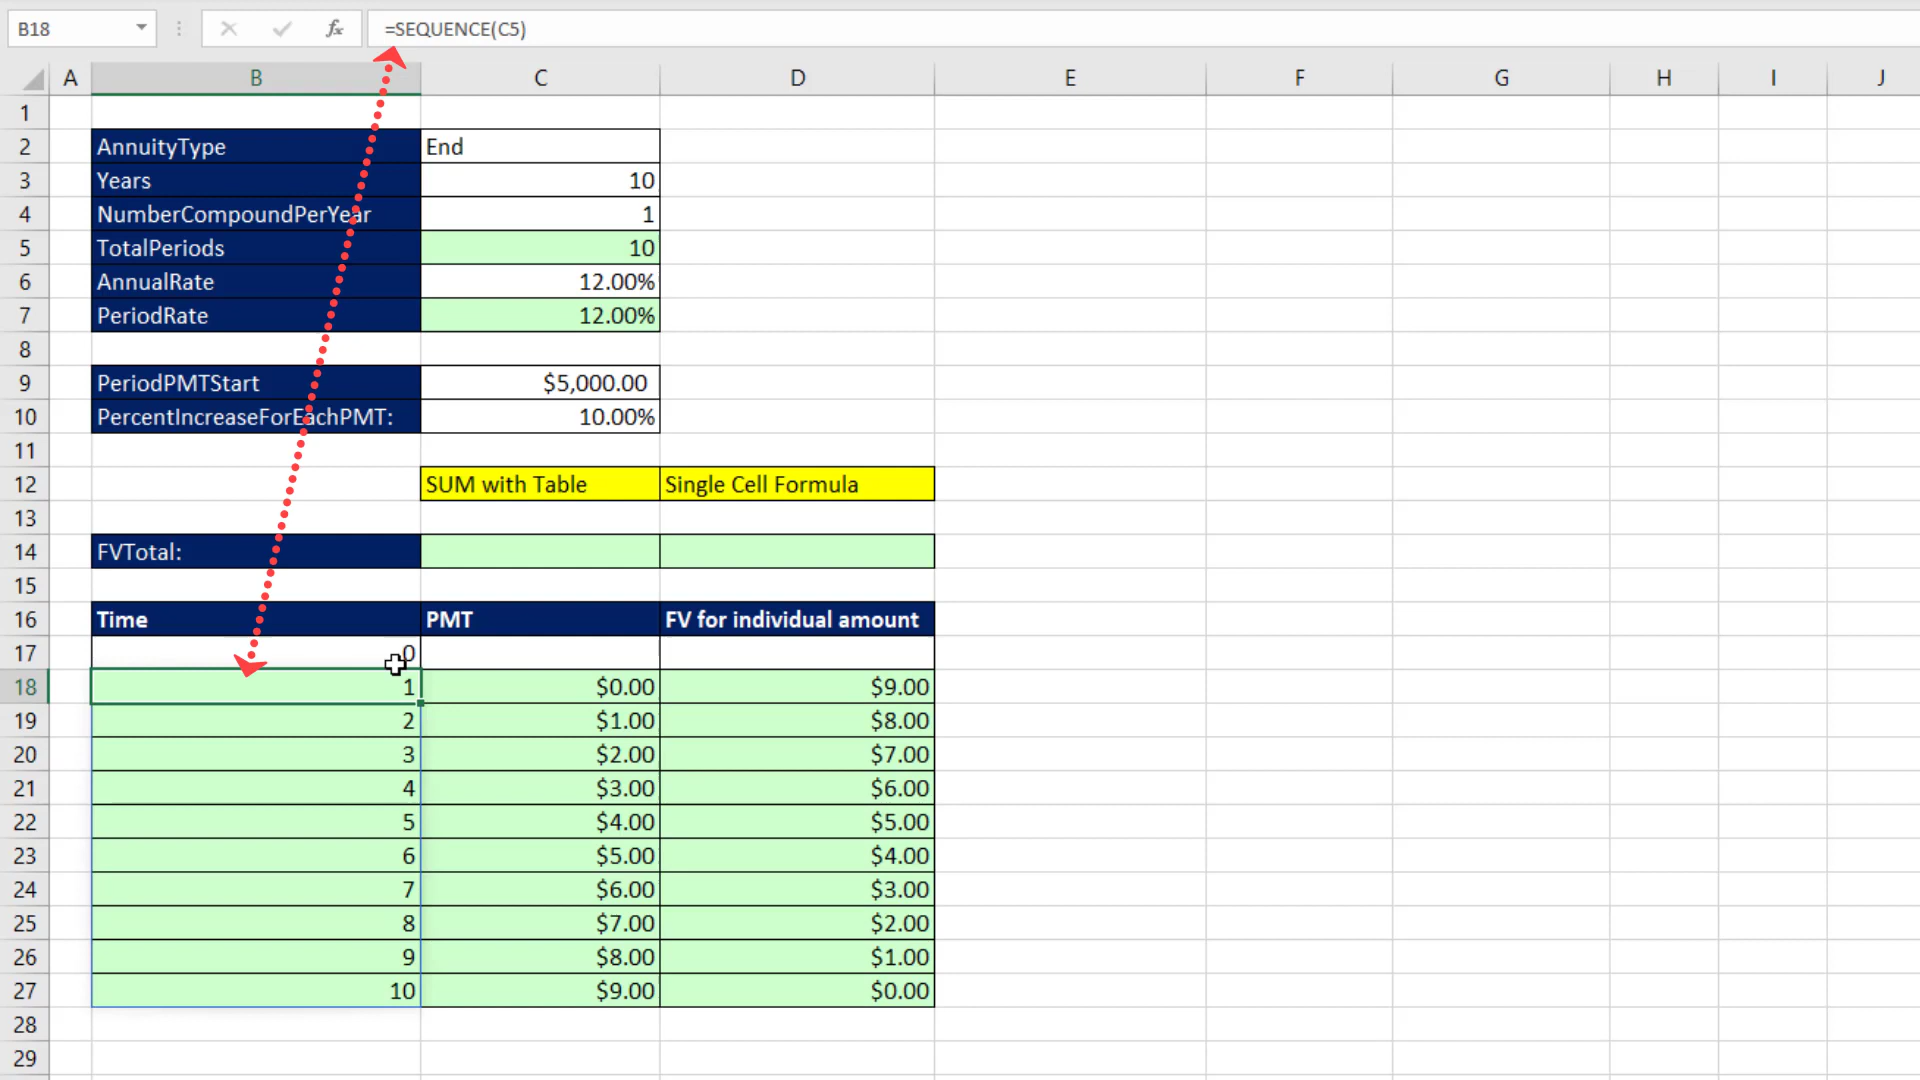 B18 fx =SEQUENCE(C5)
A B C D E F G H I J
1
2 AnnuityType End
3 Years 10
4 NumberCompoundPerYear 1
5 TotalPeriods 10
6 AnnualRate 12.00%
7 PeriodRate 12.00%
8
9 PeriodPMTStart $5,000.00
10 PercentIncreaseForEachPMT: 10.00%
11
12 SUM with Table Single Cell Formula
13
14 FVTotal:
15
16 Time PMT FV for individual amount
17 0
18 1 $0.00 $9.00
19 2 $1.00 $8.00
20 3 $2.00 $7.00
21 4 $3.00 $6.00
22 5 $4.00 $5.00
23 6 $5.00 $4.00
24 7 $6.00 $3.00
25 8 $7.00 $2.00
26 9 $8.00 $1.00
27 10 $9.00 $0.00
28
29